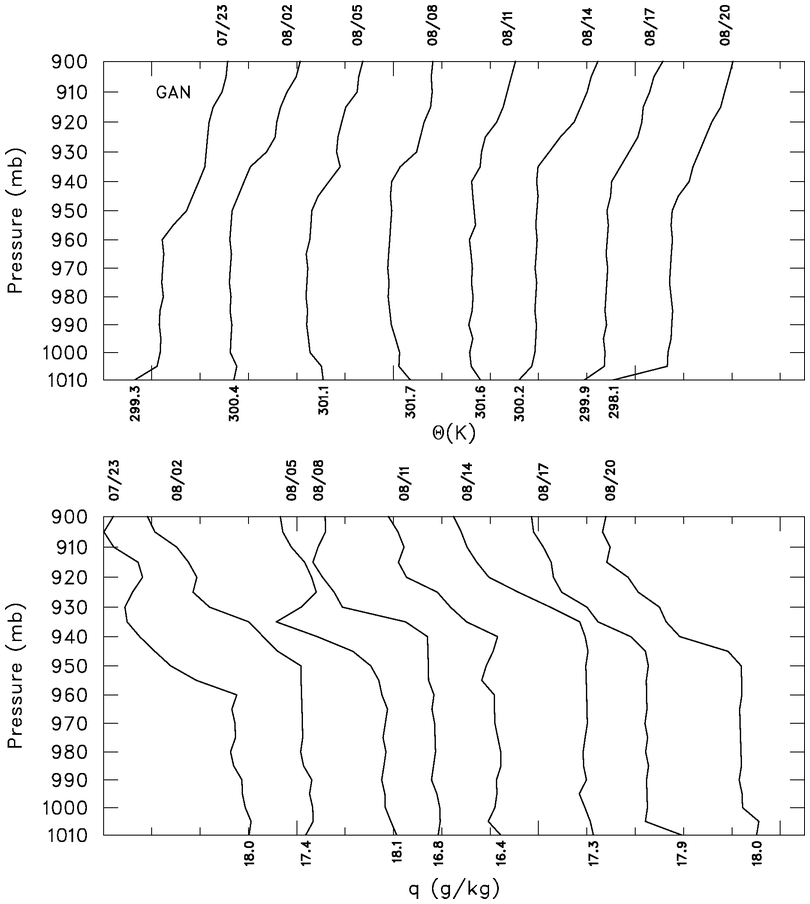 07/23 08/02 08/05 08/08 08/11 08/14 08/17 08/20
900
910
GAN
920
930
940
950
960
970
980
990
1000
1010
Pressure (mb)
299.3 300.4 301.1 301.7 301.6 300.2 299.9 298.1
Θ(K)
07/23 08/02 08/05 08/08 08/11 08/14 08/17 08/20
900
910
920
930
940
950
960
970
980
990
1000
1010
Pressure (mb)
18.0 17.4 18.1 16.8 16.4 17.3 17.9 18.0
q (g/kg)